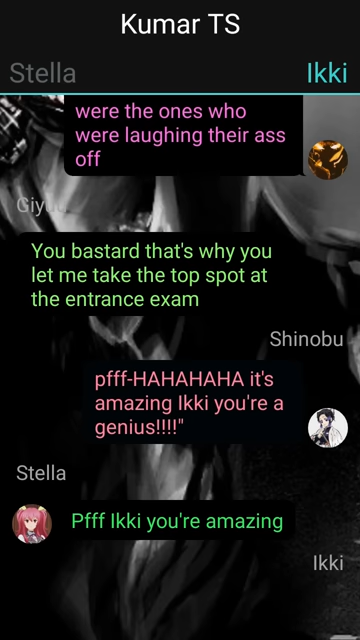 Kumar TS
Stella
Ikki
were the ones who
were laughing their ass
off
Giyu
You bastard that's why you
let me take the top spot at
the entrance exam
Shinobu
pfff-HAHAHAHA it's
amazing Ikki you're a
genius!!!!"
Stella
Pfff Ikki you're amazing
Ikki